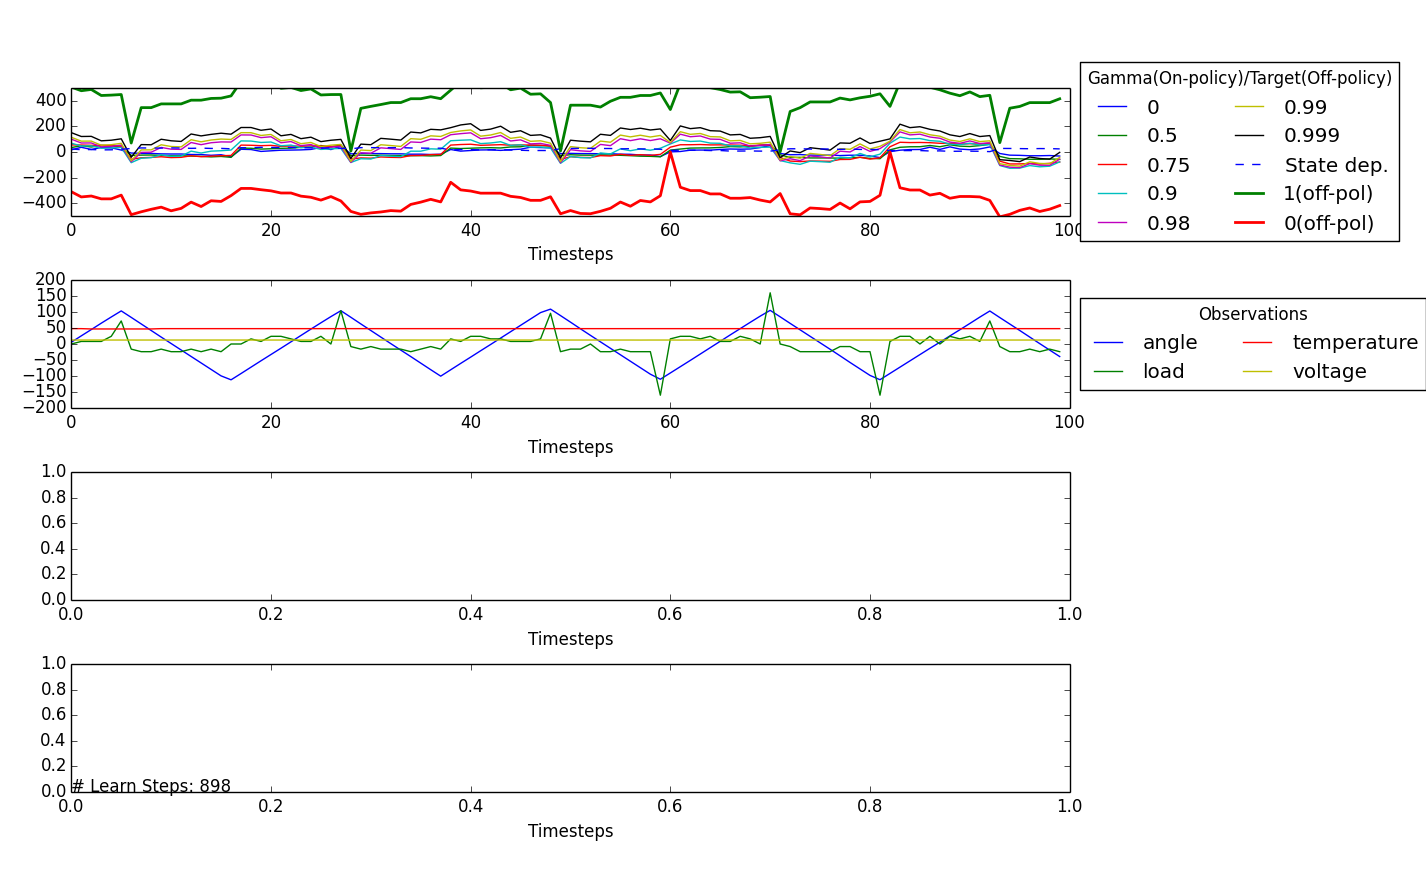 Gamma(On-policy)/Target(Off-policy)
0 0.99
0.5 0.999
0.75 State dep.
0.9 1(off-pol)
0.98 0(off-pol)
400
200
0
−200
−400
0 20 40 60 80 100
Timesteps
200
150
100
50
0
−50
−100
−150
−200
0 20 40 60 80 100
Timesteps
Observations
angle temperature
load voltage
1.0
0.8
0.6
0.4
0.2
0.0
0.0 0.2 0.4 0.6 0.8 1.0
Timesteps
1.0
0.8
0.6
0.4
0.2
0.0
# Learn Steps: 898
0.0 0.2 0.4 0.6 0.8 1.0
Timesteps